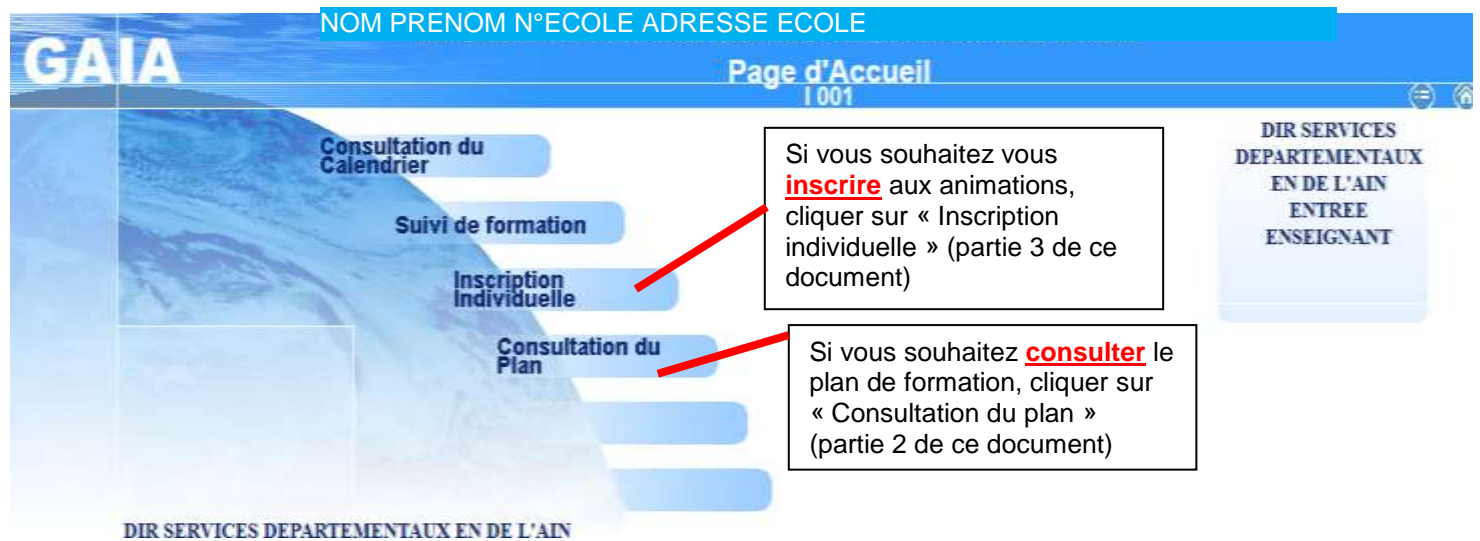 NOM PRENOM N°ECOLE ADRESSE ECOLE
GAIA
Page d'Accueil
I 001
Consultation du
Calendrier
Suivi de formation
Inscription
Individuelle
Consultation du
Plan
Si vous souhaitez vous
inscrire aux animations,
cliquer sur « Inscription
individuelle » (partie 3 de ce
document)
Si vous souhaitez consulter le
plan de formation, cliquer sur
« Consultation du plan »
(partie 2 de ce document)
DIR SERVICES
DEPARTEMENTAUX
EN DE L'AIN
ENTREE
ENSEIGNANT
DIR SERVICES DEPARTEMENTAUX EN DE L'AIN